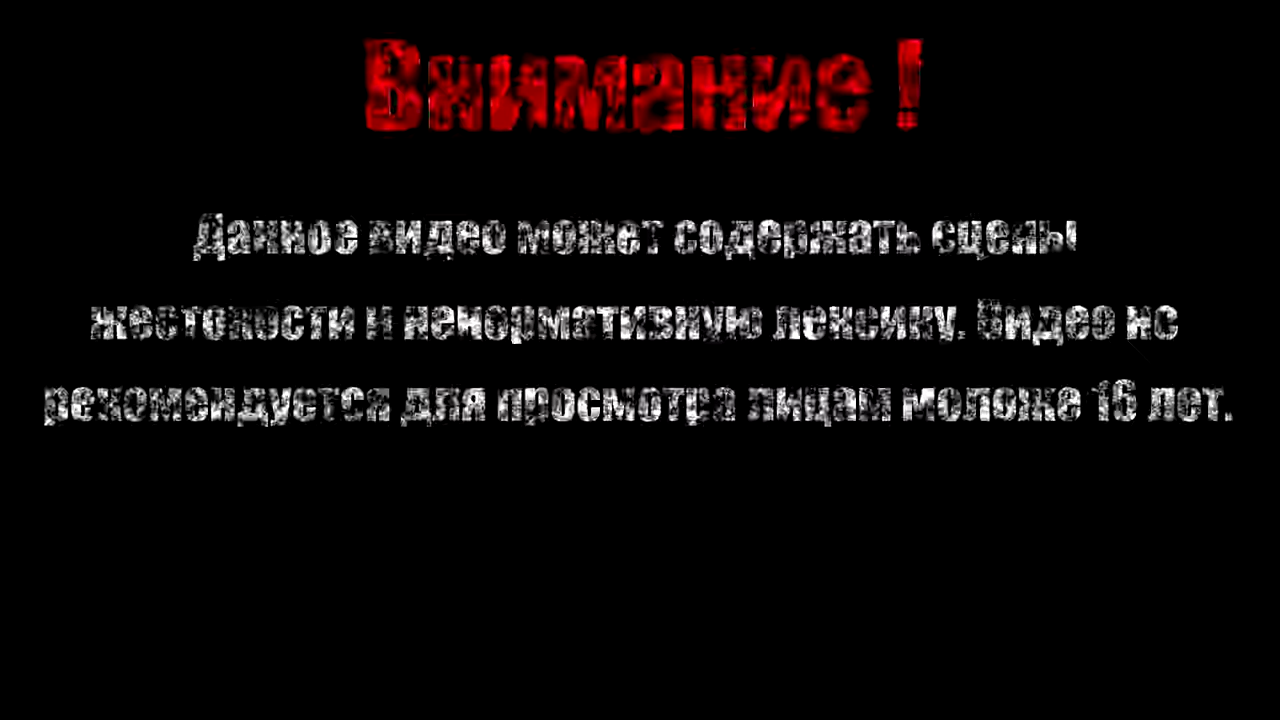 Внимание !
Данное видео может содержать сцены
жестокости и ненормативную лексику. Видео не
рекомендуется для просмотра лицам моложе 16 лет.